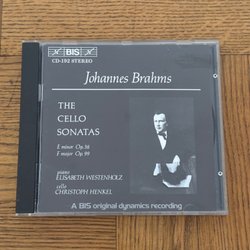 BIS
CD-192 STEREO
Johannes Brahms
THE
CELLO
SONATAS
E minor Op.38
F major Op.99
piano
ELISABETH WESTENHOLZ
cello
CHRISTOPH HENKEL
A BIS original dynamics recording